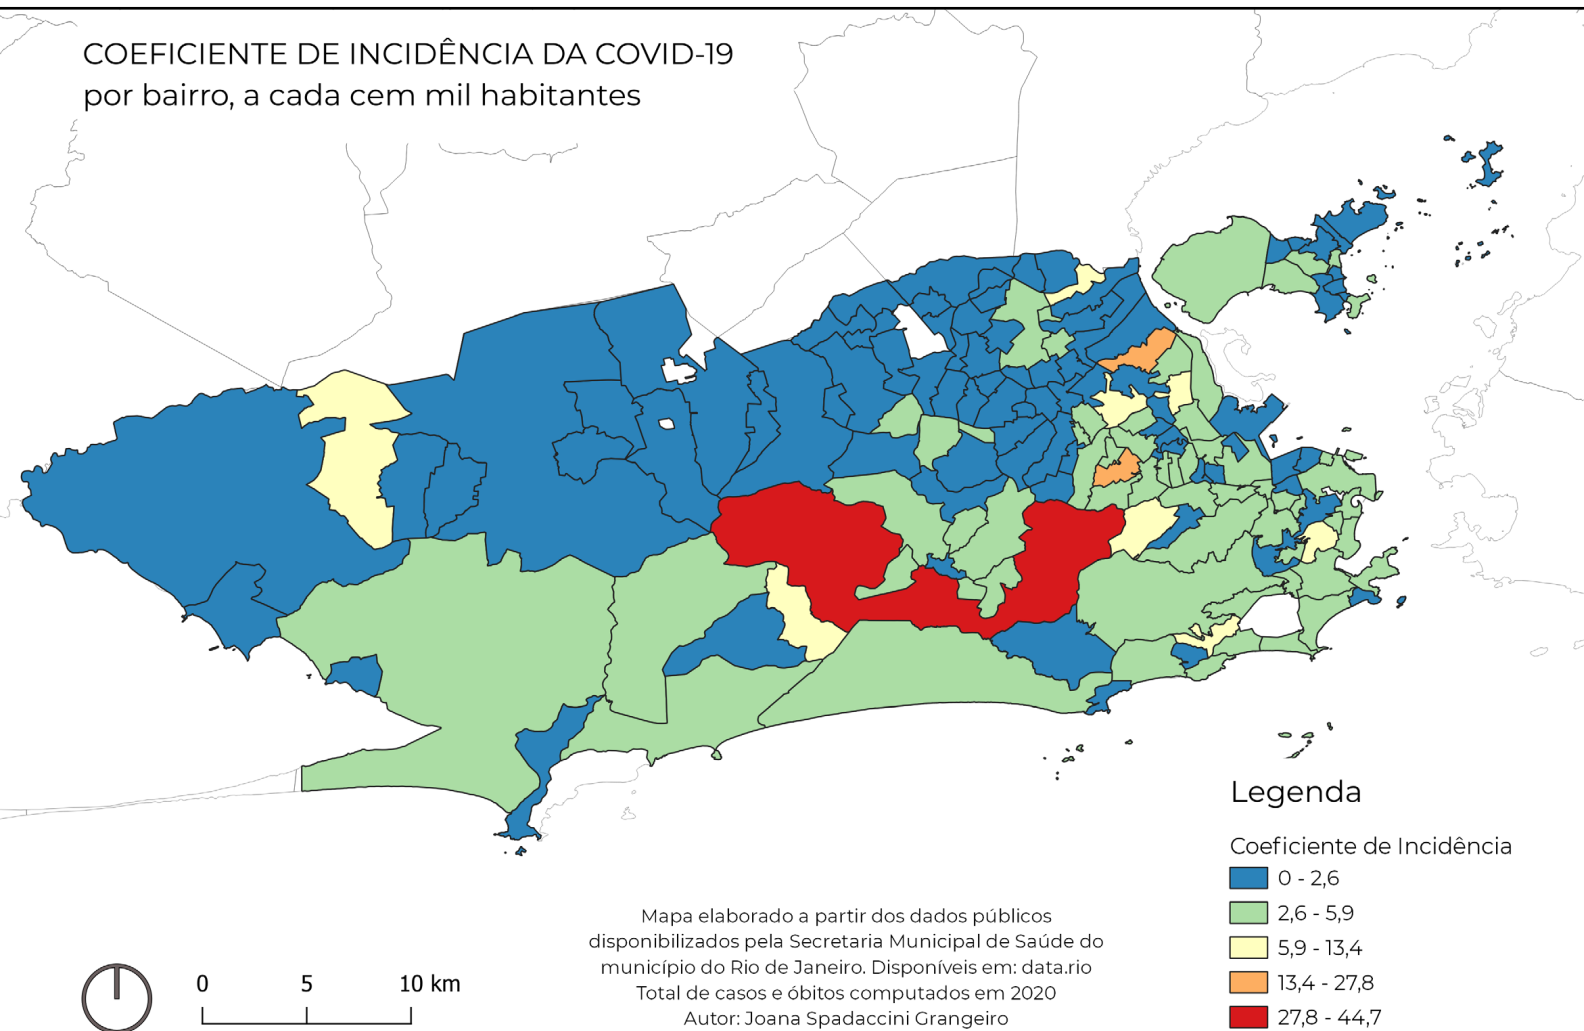 COEFICIENTE DE INCIDÊNCIA DA COVID-19
por bairro, a cada cem mil habitantes
Legenda
Coeficiente de Incidência
0 - 2,6
2,6 - 5,9
5,9 - 13,4
13,4 - 27,8
27,8 - 44,7
Mapa elaborado a partir dos dados públicos
disponibilizados pela Secretaria Municipal de Saúde do
município do Rio de Janeiro. Disponíveis em: data.rio
Total de casos e óbitos computados em 2020
Autor: Joana Spadaccini Grangeiro
0 5 10 km